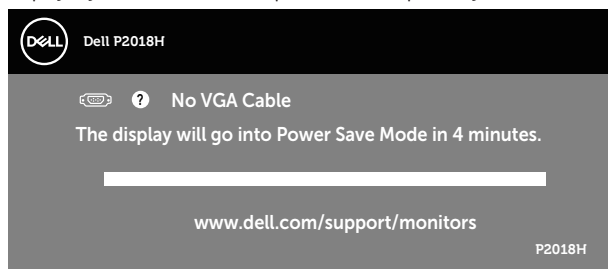 DELL Dell P2018H
? No VGA Cable
The display will go into Power Save Mode in 4 minutes.
www.dell.com/support/monitors
P2018H